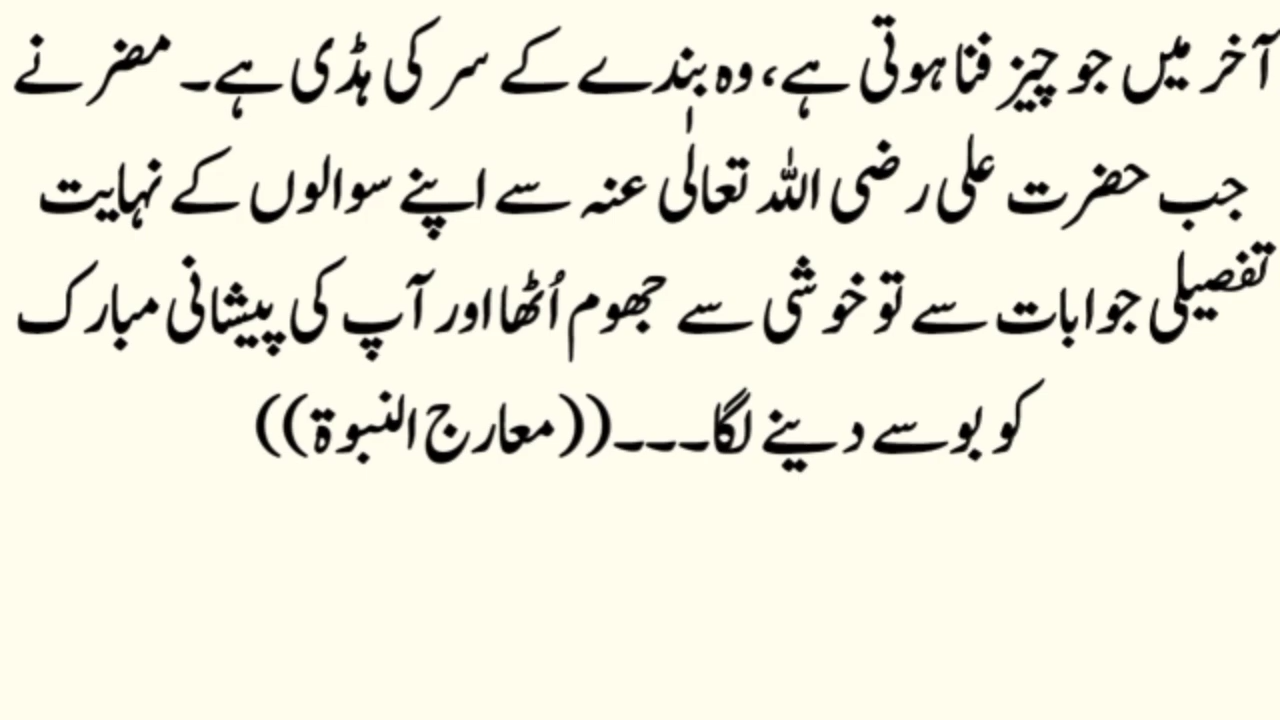 آخر میں جو چیز فنا ہوتی ہے، وہ بندے کے سر کی ہڈی ہے۔ مضر نے
جب حضرت علی رضی اللہ تعالٰی عنہ سے اپنے سوالوں کے نہایت
تفصیلی جوابات سے تو خوشی سے جھوم اُٹھا اور آپ کی پیشانی مبارک
کو بوسے دینے لگا۔۔۔((معارج النبوۃ))